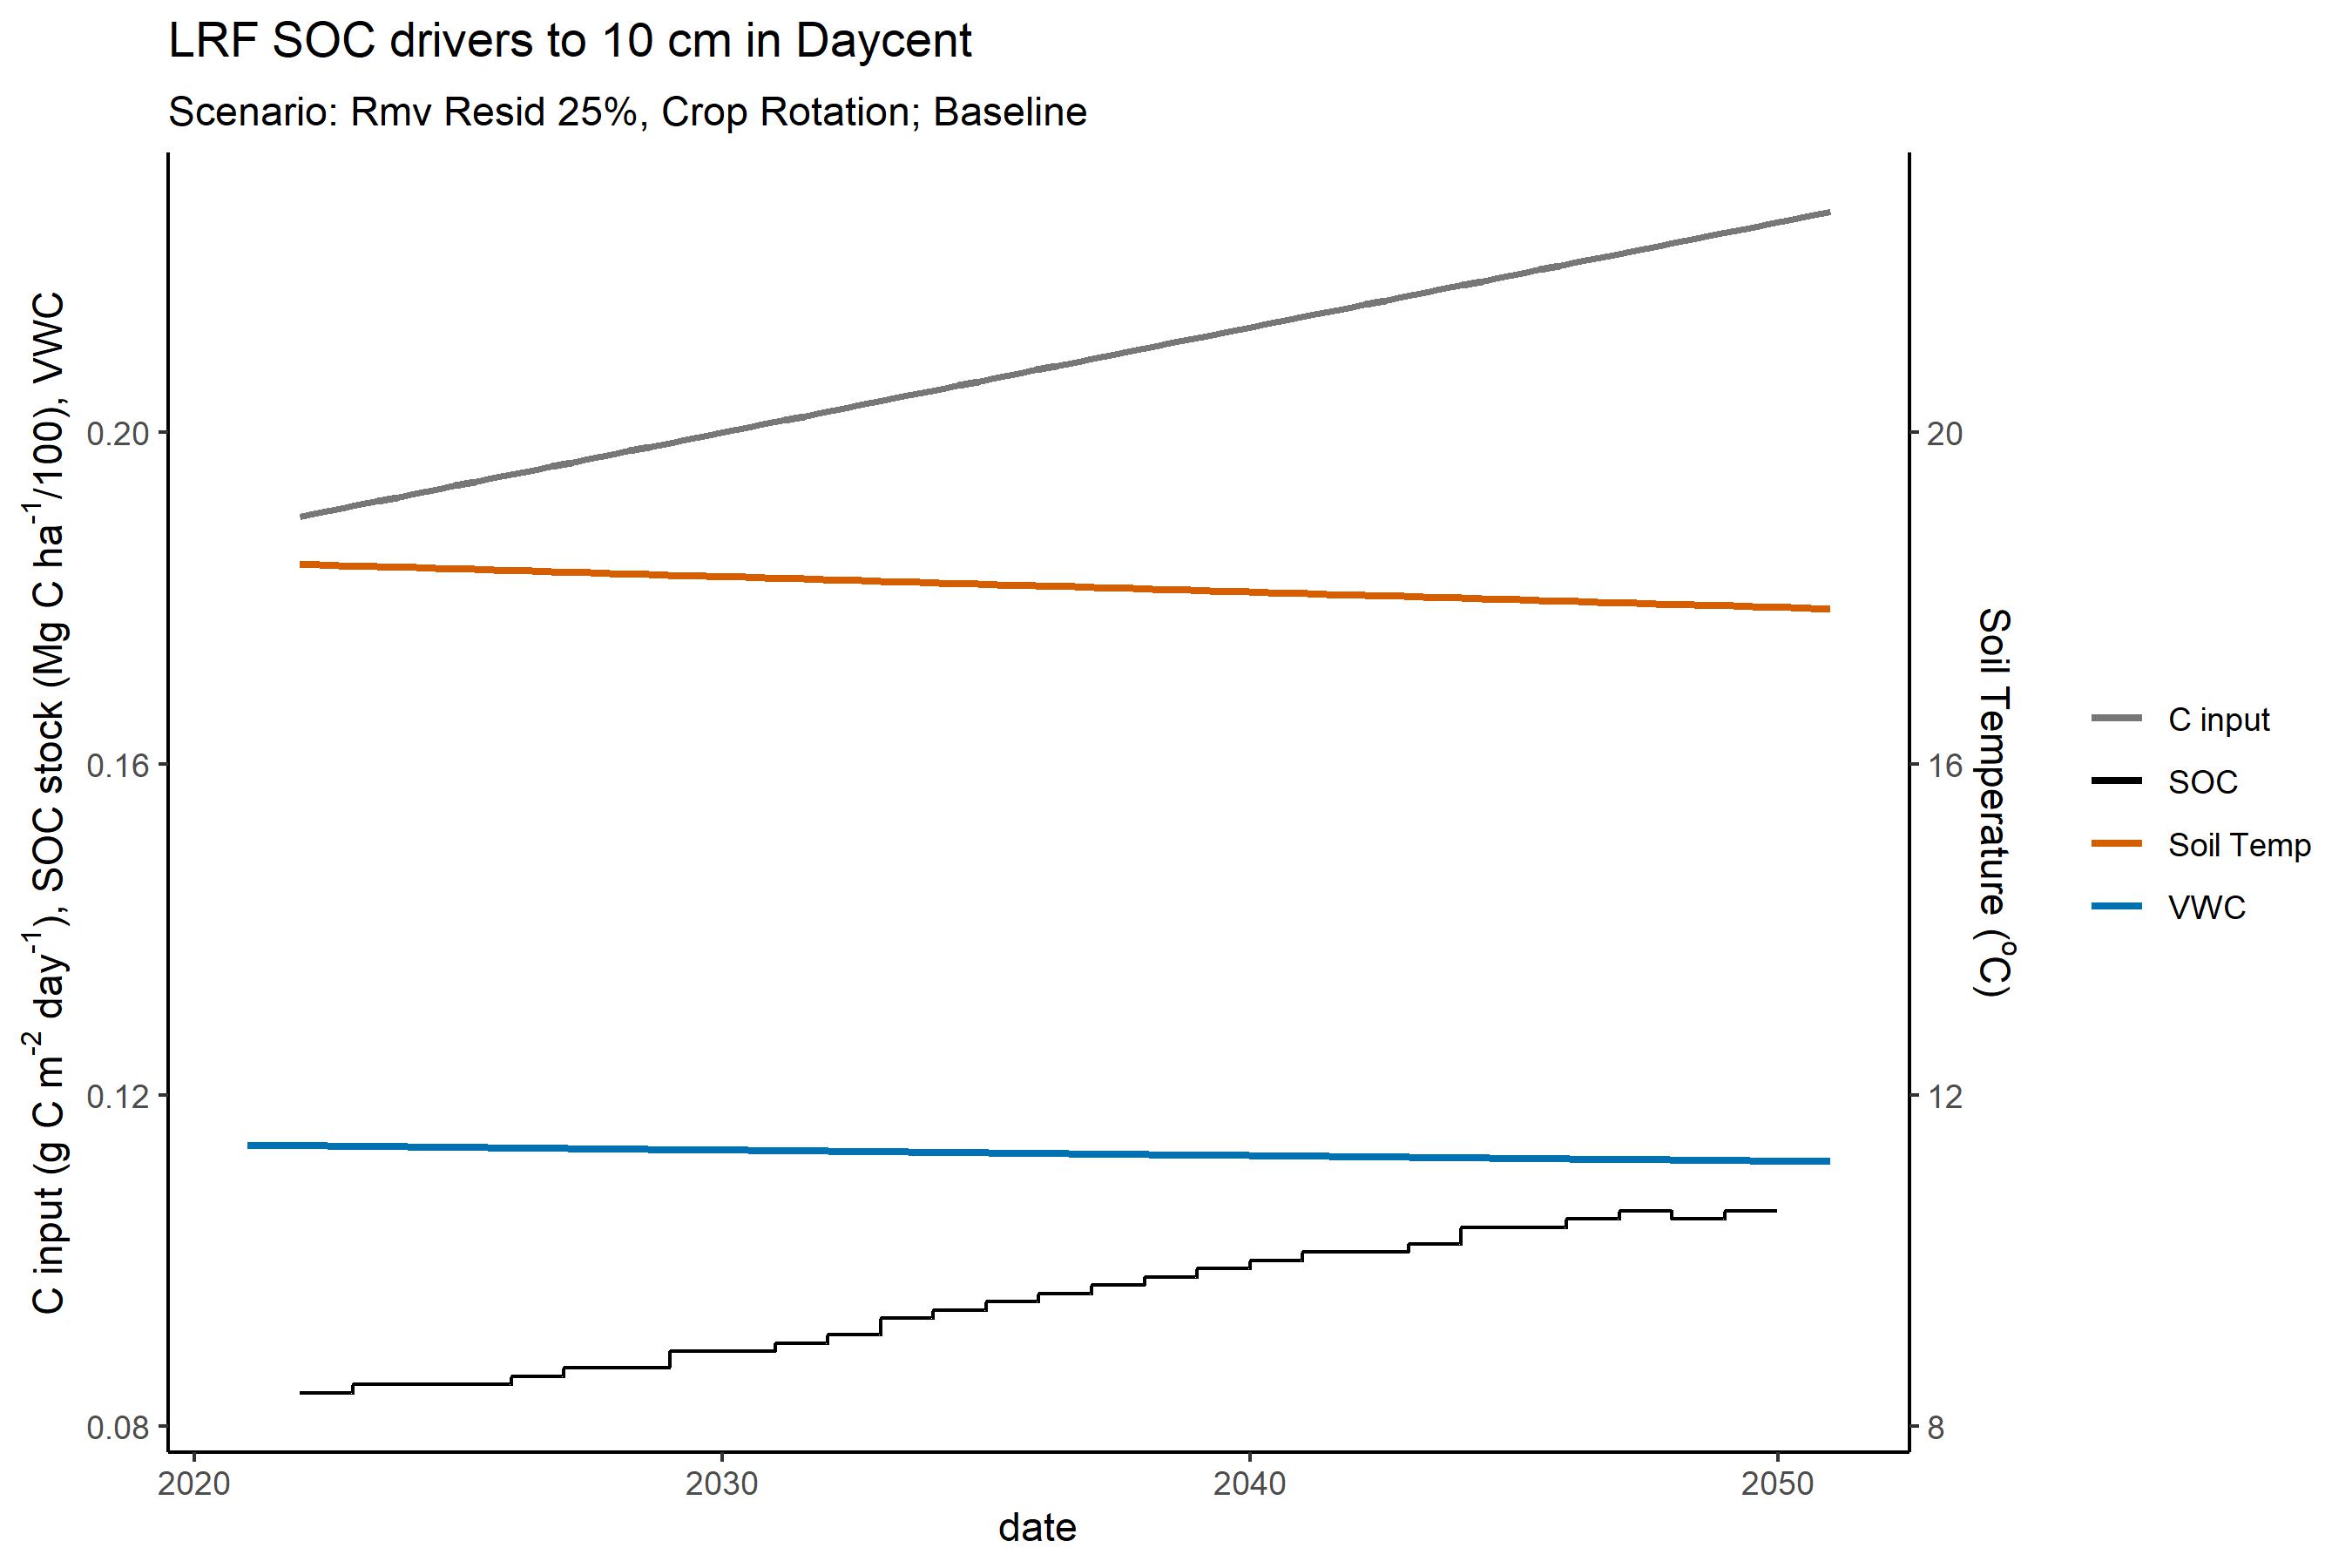 LRF SOC drivers to 10 cm in Daycent
Scenario: Rmv Resid 25%, Crop Rotation; Baseline
C input (g C m⁻² day⁻¹), SOC stock (Mg C ha⁻¹/100), VWC
0.20
0.16
0.12
0.08
20
16
12
8
Soil Temperature (ºC)
C input
SOC
Soil Temp
VWC
2020
2030
2040
2050
date